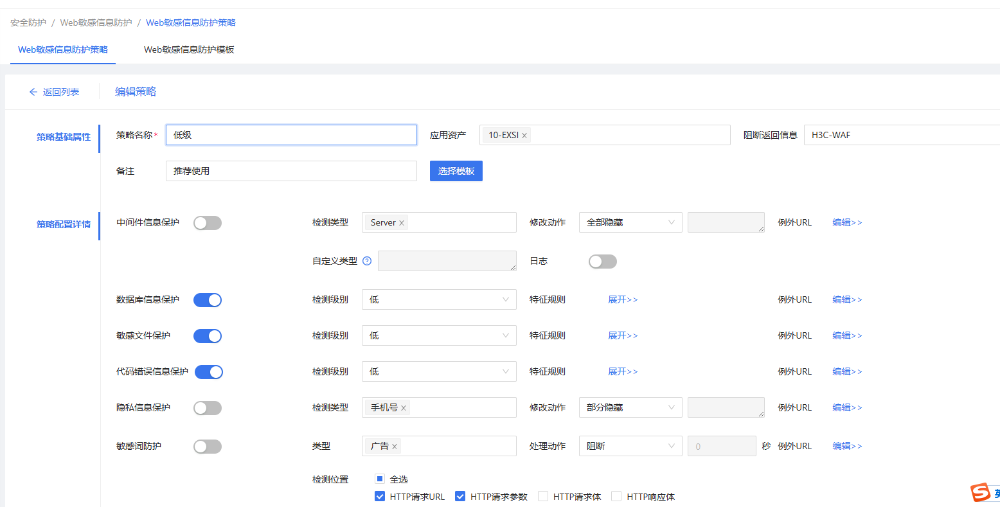 安全防护 / Web敏感信息防护 / Web敏感信息防护策略
Web敏感信息防护策略 Web敏感信息防护模板
← 返回列表 编辑策略
策略基础属性 策略名称* 低级 应用资产 10-EXSI × 阻断返回信息 H3C-WAF
备注 推荐使用 选择模板
策略配置详情 中间件信息保护 检测类型 Server × 修改动作 全部隐藏 例外URL 编辑>>
自定义类型 ? 日志
数据库信息保护 检测级别 低 特征规则 展开>> 例外URL 编辑>>
敏感文件保护 检测级别 低 特征规则 展开>> 例外URL 编辑>>
代码错误信息保护 检测级别 低 特征规则 展开>> 例外URL 编辑>>
隐私信息保护 检测类型 手机号 × 修改动作 部分隐藏 例外URL 编辑>>
敏感词防护 类型 广告 × 处理动作 阻断 0 秒 例外URL 编辑>>
检测位置 全选
HTTP请求URL HTTP请求参数 HTTP请求体 HTTP响应体
S 英